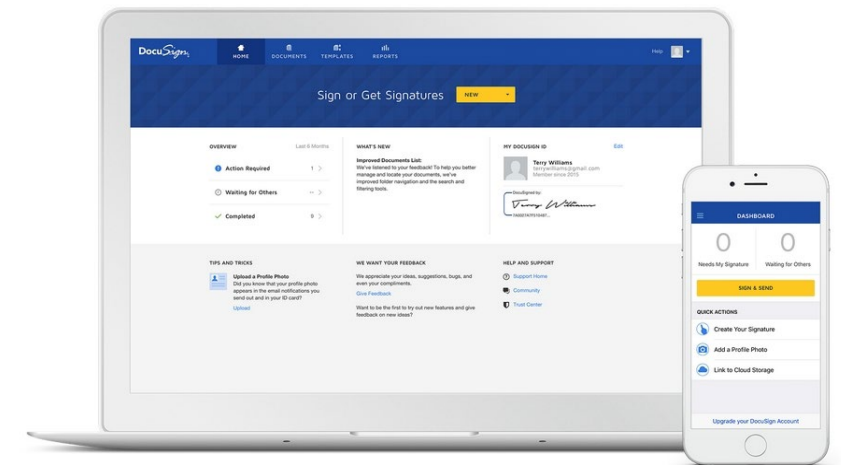 DocuSign
HOME
DOCUMENTS
TEMPLATES
REPORTS
Help
Sign or Get Signatures
NEW
OVERVIEW
Last 6 Months
Action Required 1
Waiting for Others --
Completed 9
WHAT'S NEW
Improved Documents List:
We've listened to your feedback! To help you better
manage and locate your documents, we've
improved folder navigation and the search and
filtering tools.
MY DOCUSIGN ID
Edit
Terry Williams
terrywilliams@gmail.com
Member since 2015
DocuSigned by:
Terry Williams
TIPS AND TRICKS
Upload a Profile Photo
Did you know that your profile photo
appears in the email notifications you
send out and in your ID card?
Upload
WE WANT YOUR FEEDBACK
We appreciate your ideas, suggestions, bugs, and
even your compliments.
Give Feedback
Want to be the first to try out new features and give
feedback on new ideas?
HELP AND SUPPORT
Support Home
Community
Trust Center
DASHBOARD
0
Needs My Signature
0
Waiting for Others
SIGN & SEND
QUICK ACTIONS
Create Your Signature
Add a Profile Photo
Link to Cloud Storage
Upgrade your DocuSign Account